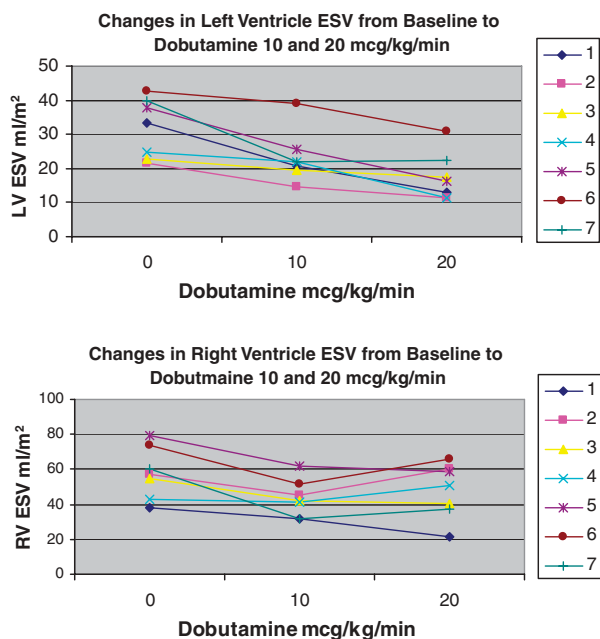 Changes in Left Ventricle ESV from Baseline to
Dobutamine 10 and 20 mcg/kg/min
LV ESV ml/m²
50
40
30
20
10
0
0 10 20
Dobutamine mcg/kg/min
1
2
3
4
5
6
7
Changes in Right Ventricle ESV from Baseline to
Dobutmaine 10 and 20 mcg/kg/min
RV ESV ml/m²
100
80
60
40
20
0
0 10 20
Dobutamine mcg/kg/min
1
2
3
4
5
6
7